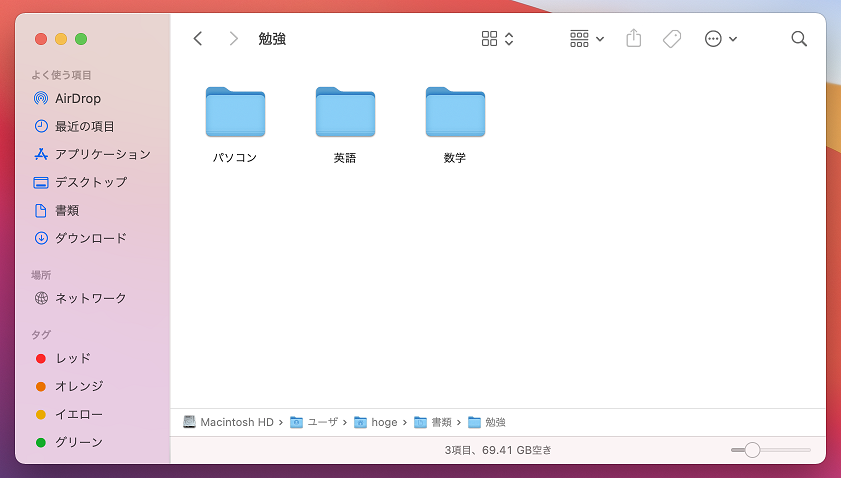 勉強
よく使う項目
AirDrop
最近の項目
アプリケーション
デスクトップ
書類
ダウンロード
場所
ネットワーク
タグ
レッド
オレンジ
イエロー
グリーン
パソコン 英語 数学
Macintosh HD › ユーザ › hoge › 書類 › 勉強
3項目、69.41 GB空き